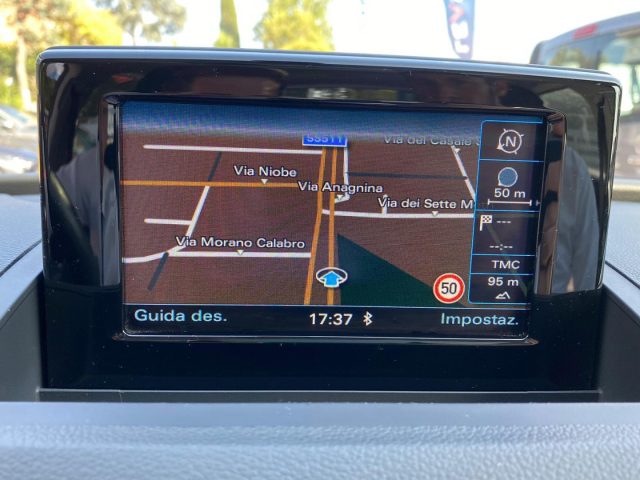 SS511
Via del Casale
N
Via Niobe
Via Anagnina
50 m
Via dei Sette M
--- 
--:--
Via Morano Calabro
TMC
50
95 m
Guida des.
17:37
Impostaz.